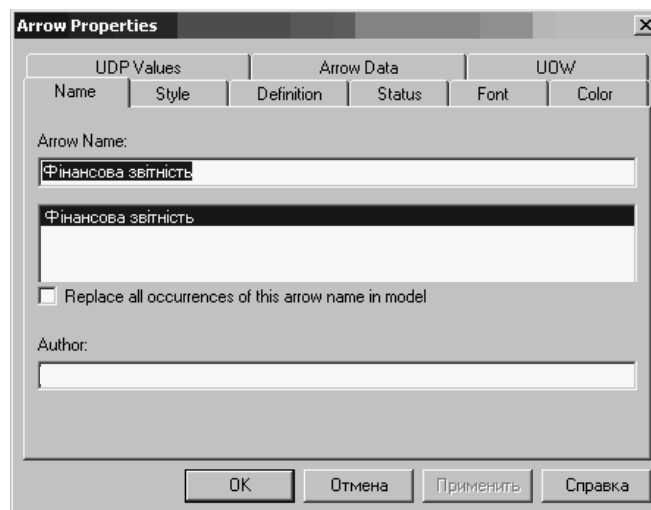 Arrow Properties
UDP Values Arrow Data UOW
Name Style Definition Status Font Color
Arrow Name:
Фінансова звітність
Фінансова звітність
Replace all occurrences of this arrow name in model
Author:
OK Отмена Применить Справка